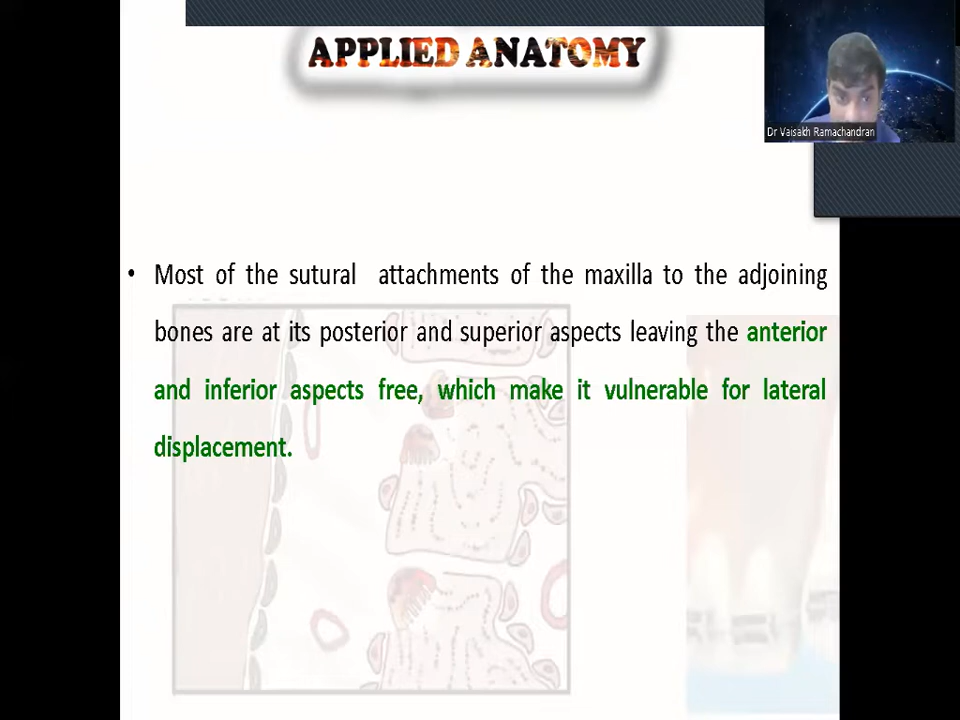 APPLIED ANATOMY
Dr Vaisakh Ramachandran
• Most of the sutural attachments of the maxilla to the adjoining
bones are at its posterior and superior aspects leaving the anterior
and inferior aspects free, which make it vulnerable for lateral
displacement.